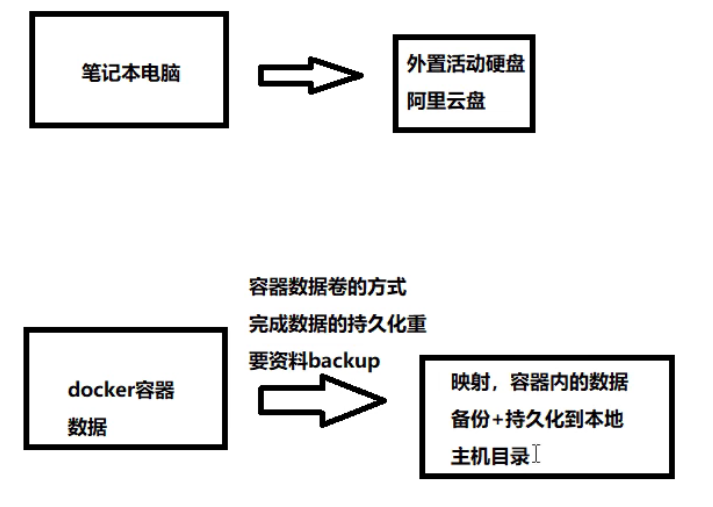 笔记本电脑
外置活动硬盘
阿里云盘
容器数据卷的方式
完成数据的持久化重
要资料backup
docker容器
数据
映射，容器内的数据
备份+持久化到本地
主机目录